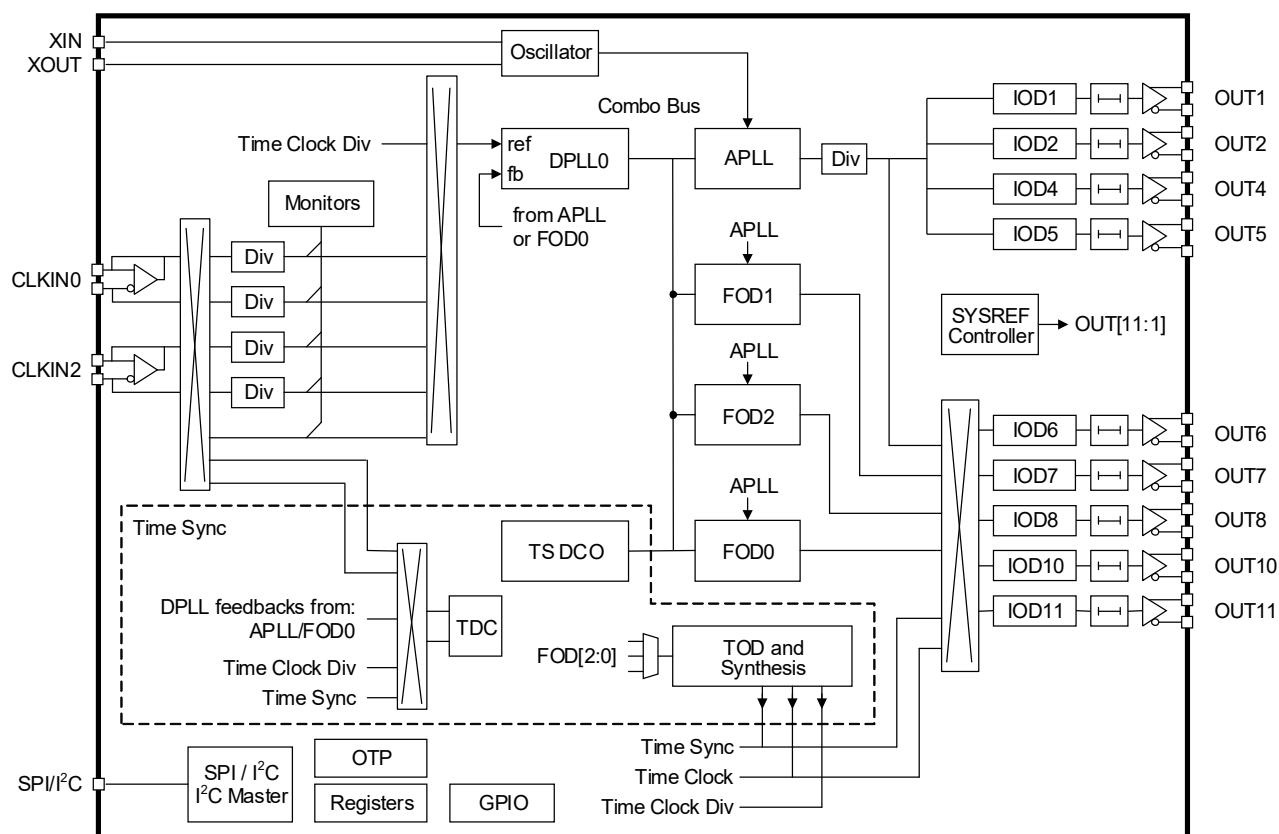 XIN
XOUT
Oscillator
Combo Bus
Time Clock Div
ref
fb
DPLL0
APLL
Div
IOD1
OUT1
IOD2
OUT2
IOD4
OUT4
IOD5
OUT5
Monitors
from APLL
or FOD0
CLKIN0
Div
Div
Div
Div
CLKIN2
APLL
FOD1
APLL
FOD2
APLL
FOD0
SYSREF
Controller
OUT[11:1]
IOD6
OUT6
IOD7
OUT7
IOD8
OUT8
IOD10
OUT10
IOD11
OUT11
Time Sync
TS DCO
DPLL feedbacks from:
APLL/FOD0
TDC
Time Clock Div
Time Sync
FOD[2:0]
TOD and
Synthesis
Time Sync
Time Clock
Time Clock Div
SPI/I²C
SPI / I²C
I²C Master
OTP
Registers
GPIO